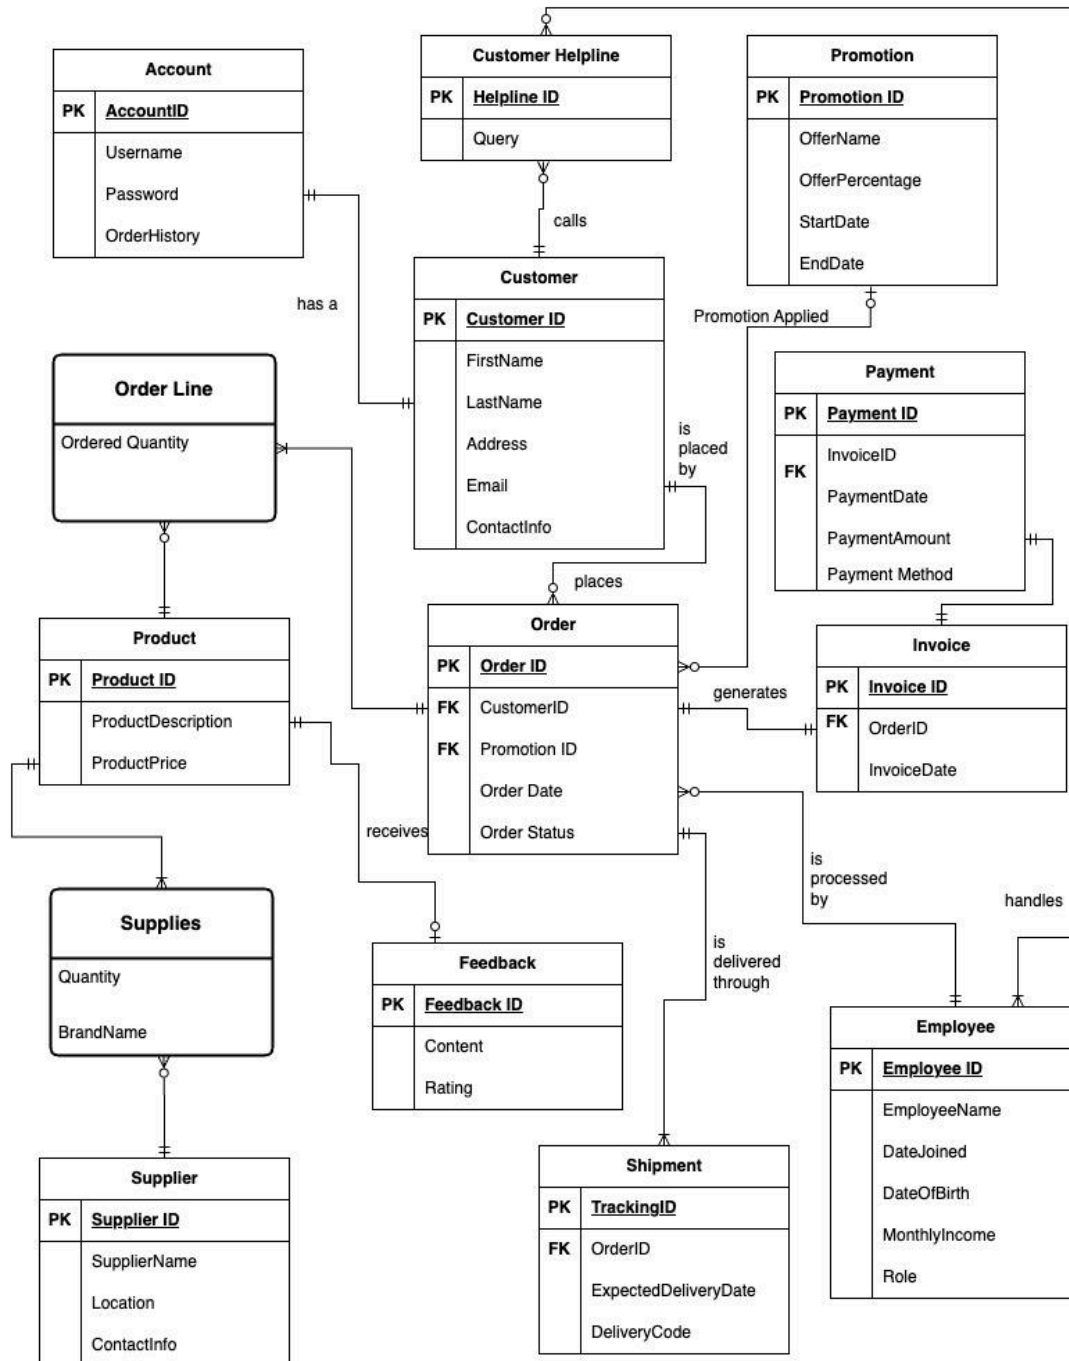 Customer Helpline
PK Helpline ID
Query
Promotion
PK Promotion ID
OfferName
OfferPercentage
StartDate
EndDate
Account
PK AccountID
Username
Password
OrderHistory
calls
has a
Customer
PK Customer ID
FirstName
LastName
Address
Email
ContactInfo
Promotion Applied
Order Line
Ordered Quantity
is
placed
by
Payment
PK Payment ID
FK InvoiceID
PaymentDate
PaymentAmount
Payment Method
places
Product
PK Product ID
ProductDescription
ProductPrice
Order
PK Order ID
FK CustomerID
FK Promotion ID
Order Date
Order Status
generates
Invoice
PK Invoice ID
FK OrderID
InvoiceDate
receives
is
processed
by
handles
Supplies
Quantity
BrandName
Feedback
PK Feedback ID
Content
Rating
is
delivered
through
Employee
PK Employee ID
EmployeeName
DateJoined
DateOfBirth
MonthlyIncome
Role
Supplier
PK Supplier ID
SupplierName
Location
ContactInfo
Shipment
PK TrackingID
FK OrderID
ExpectedDeliveryDate
DeliveryCode